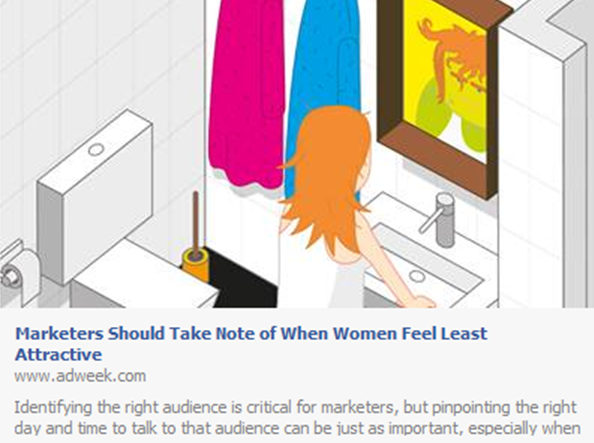 Marketers Should Take Note of When Women Feel Least
Attractive
www.adweek.com
Identifying the right audience is critical for marketers, but pinpointing the right
day and time to talk to that audience can be just as important, especially when